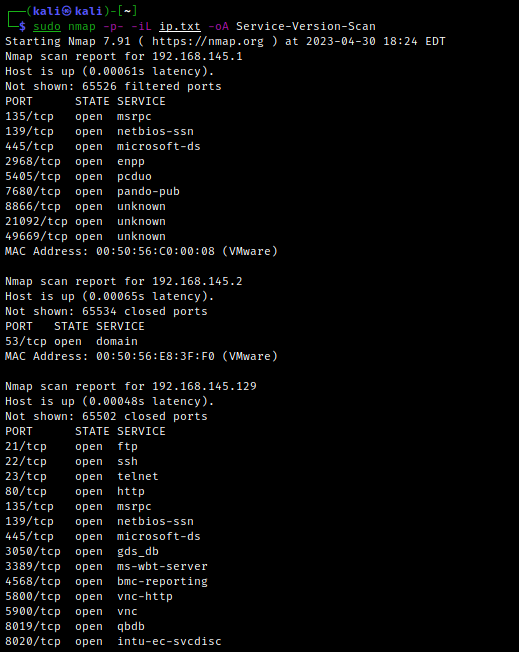 ┌──(kali㉿kali)-[~]
└─$ sudo nmap -p- -iL ip.txt -oA Service-Version-Scan
Starting Nmap 7.91 ( https://nmap.org ) at 2023-04-30 18:24 EDT
Nmap scan report for 192.168.145.1
Host is up (0.00061s latency).
Not shown: 65526 filtered ports
PORT      STATE SERVICE
135/tcp   open  msrpc
139/tcp   open  netbios-ssn
445/tcp   open  microsoft-ds
2968/tcp  open  enpp
5405/tcp  open  pcduo
7680/tcp  open  pando-pub
8866/tcp  open  unknown
21092/tcp open  unknown
49669/tcp open  unknown
MAC Address: 00:50:56:C0:00:08 (VMware)

Nmap scan report for 192.168.145.2
Host is up (0.00065s latency).
Not shown: 65534 closed ports
PORT   STATE SERVICE
53/tcp open  domain
MAC Address: 00:50:56:E8:3F:F0 (VMware)

Nmap scan report for 192.168.145.129
Host is up (0.00048s latency).
Not shown: 65502 closed ports
PORT      STATE SERVICE
21/tcp    open  ftp
22/tcp    open  ssh
23/tcp    open  telnet
80/tcp    open  http
135/tcp   open  msrpc
139/tcp   open  netbios-ssn
445/tcp   open  microsoft-ds
3050/tcp  open  gds_db
3389/tcp  open  ms-wbt-server
4568/tcp  open  bmc-reporting
5800/tcp  open  vnc-http
5900/tcp  open  vnc
8019/tcp  open  qbdb
8020/tcp  open  intu-ec-svcdisc